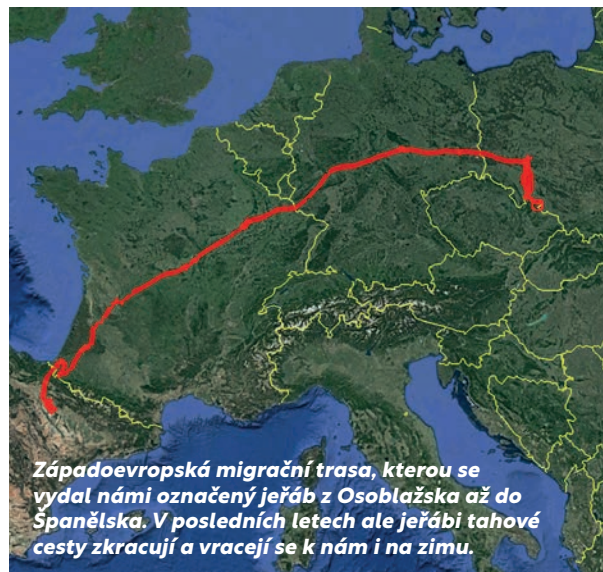 Západoevropská migrační trasa, kterou se
vydal námi označený jeřáb z Osoblažska až do
Španělska. V posledních letech ale jeřábi tahové
cesty zkracují a vracejí se k nám i na zimu.